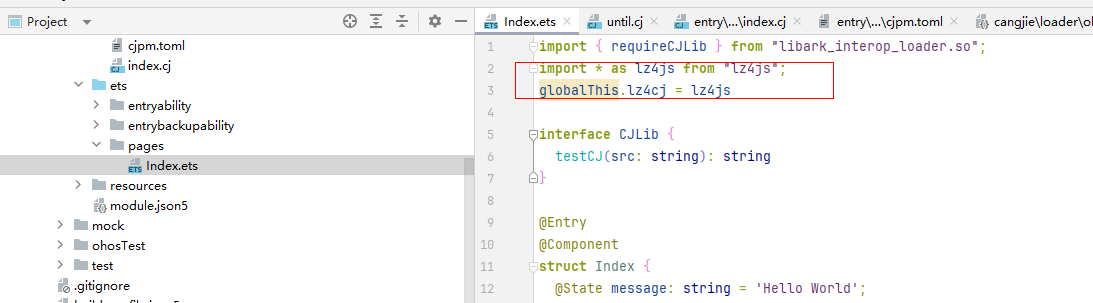 Project
cjpm.toml
index.cj
ets
entryability
entrybackupability
pages
Index.ets
resources
module.json5
mock
ohosTest
test
.gitignore
Index.ets
until.cj
entry\...\index.cj
entry\...\cjpm.toml
cangjie\loader\oh
1 import { requireCJLib } from "libark_interop_loader.so";
2 import * as lz4js from "lz4js";
3 globalThis.lz4cj = lz4js
4
5 interface CJLib {
6 testCJ(src: string): string
7 }
8
9 @Entry
10 @Component
11 struct Index {
12 @State message: string = 'Hello World';